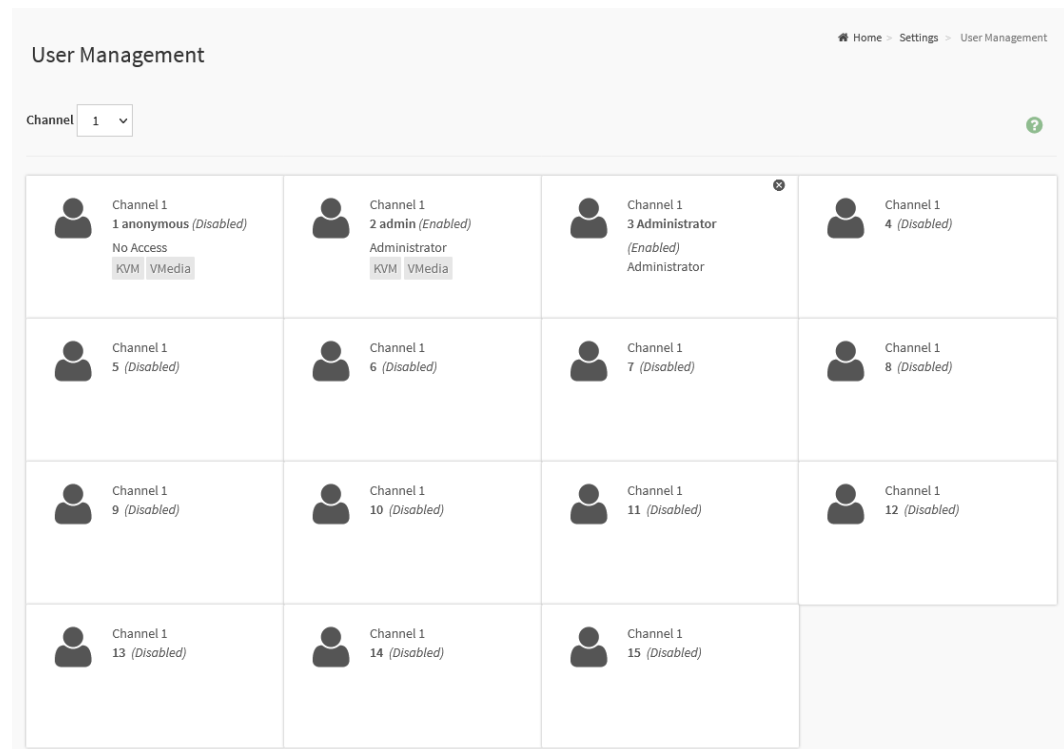 Home > Settings > User Management
User Management
Channel 1
Channel 1
1 anonymous (Disabled)
No Access
KVM VMedia
Channel 1
2 admin (Enabled)
Administrator
KVM VMedia
Channel 1
3 Administrator
(Enabled)
Administrator
Channel 1
4 (Disabled)
Channel 1
5 (Disabled)
Channel 1
6 (Disabled)
Channel 1
7 (Disabled)
Channel 1
8 (Disabled)
Channel 1
9 (Disabled)
Channel 1
10 (Disabled)
Channel 1
11 (Disabled)
Channel 1
12 (Disabled)
Channel 1
13 (Disabled)
Channel 1
14 (Disabled)
Channel 1
15 (Disabled)